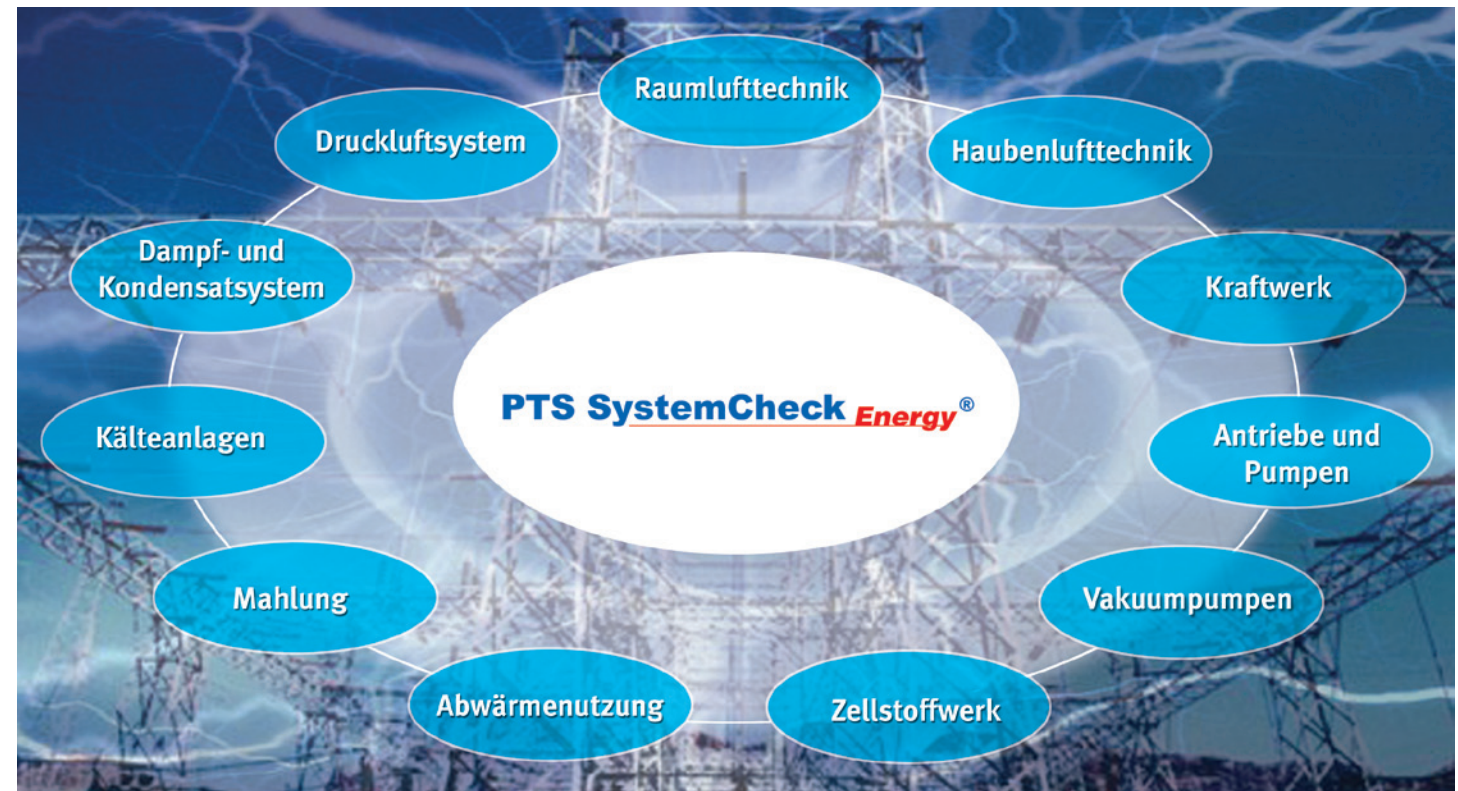 Raumlufttechnik
Druckluftsystem
Haubenlufttechnik
Dampf- und
Kondensatsystem
Kraftwerk
PTS SystemCheck Energy®
Kälteanlagen
Antriebe und
Pumpen
Mahlung
Vakuumpumpen
Abwärmenutzung
Zellstoffwerk